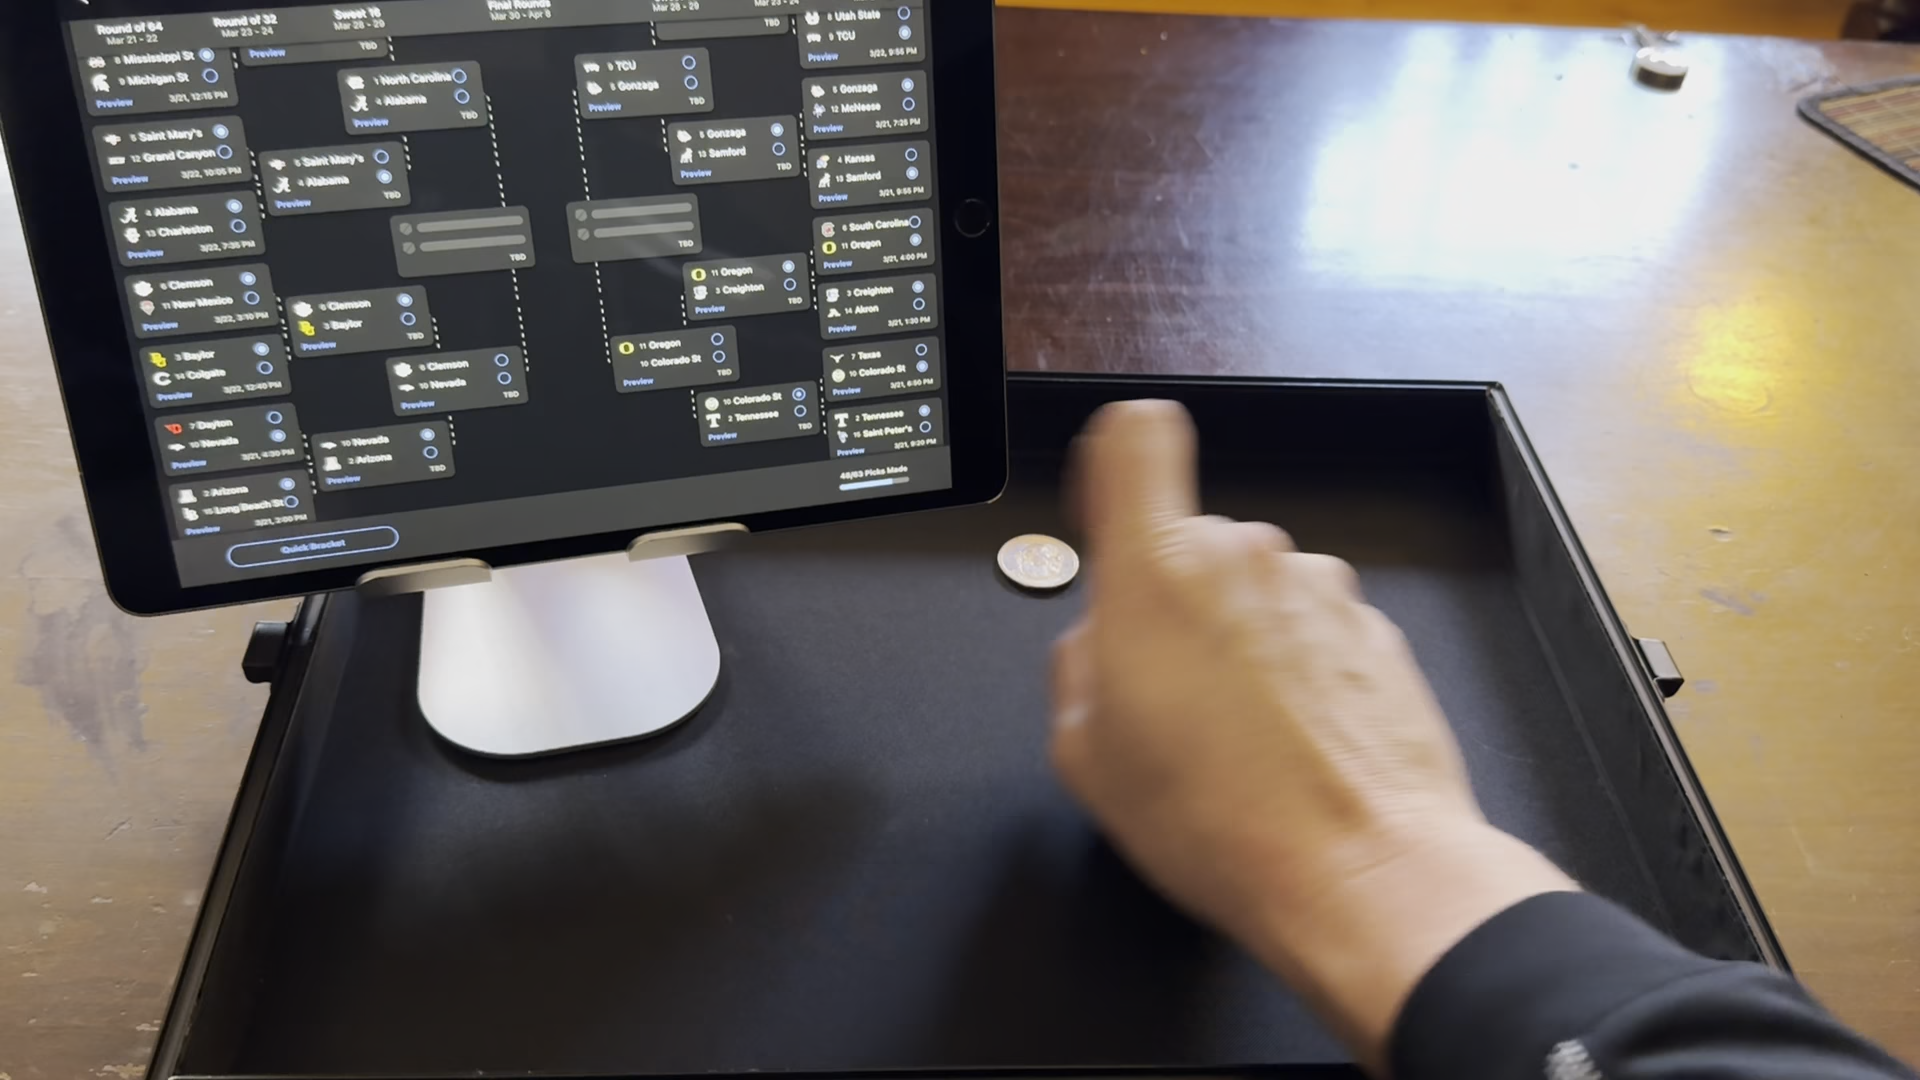 Round of 64
Mar 21 - 22
Round of 32
Mar 23 - 24
Sweet 16
Mar 28 - 29
Final Rounds
Mar 30 - Apr 8
Mar 28 - 29
Mar 23 - 24
8 Mississippi St
9 Michigan St
Preview
3/21, 12:15 PM
5 Saint Mary's
12 Grand Canyon
Preview
3/22, 10:05 PM
4 Alabama
13 Charleston
Preview
3/22, 7:35 PM
6 Clemson
11 New Mexico
Preview
3/22, 3:10 PM
3 Baylor
14 Colgate
Preview
3/22, 12:40 PM
7 Dayton
10 Nevada
Preview
3/21, 4:30 PM
2 Arizona
15 Long Beach St
Preview
3/21, 2:00 PM
Preview
TBD
5 Saint Mary's
4 Alabama
Preview
TBD
6 Clemson
3 Baylor
Preview
TBD
10 Nevada
2 Arizona
Preview
TBD
1 North Carolina
4 Alabama
Preview
TBD
6 Clemson
10 Nevada
Preview
TBD
TBD
TBD
9 TCU
5 Gonzaga
Preview
TBD
11 Oregon
10 Colorado St
Preview
TBD
TBD
5 Gonzaga
13 Samford
Preview
TBD
11 Oregon
3 Creighton
Preview
TBD
10 Colorado St
2 Tennessee
Preview
TBD
8 Utah State
9 TCU
Preview
3/22, 9:55 PM
5 Gonzaga
12 McNeese
Preview
3/21, 7:25 PM
4 Kansas
13 Samford
Preview
3/21, 9:55 PM
6 South Carolina
11 Oregon
Preview
3/21, 4:00 PM
3 Creighton
14 Akron
Preview
3/21, 1:30 PM
7 Texas
10 Colorado St
Preview
3/21, 6:50 PM
2 Tennessee
15 Saint Peter's
Preview
3/21, 9:20 PM
48/63 Picks Made
Quick Bracket